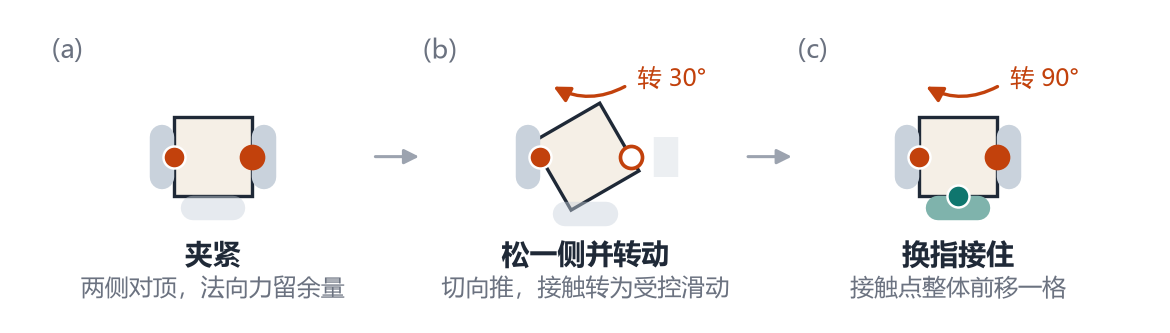 (a)
(b)
(c)
转 30°
转 90°
夹紧
松一侧并转动
换指接住
两侧对顶，法向力留余量
切向推，接触转为受控滑动
接触点整体前移一格